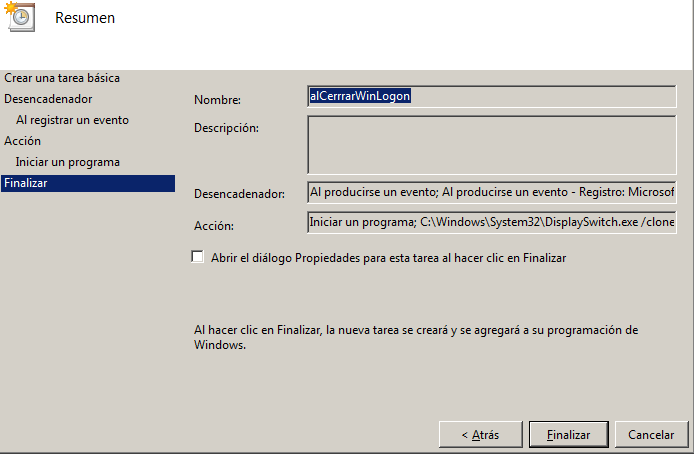 Resumen
Crear una tarea básica
Desencadenador
Al registrar un evento
Acción
Iniciar un programa
Finalizar
Nombre:
alCerrrarWinLogon
Descripción:
Desencadenador:
Al producirse un evento; Al producirse un evento - Registro: Microsof
Acción:
Iniciar un programa; C:\Windows\System32\DisplaySwitch.exe /clone
Abrir el diálogo Propiedades para esta tarea al hacer clic en Finalizar
Al hacer clic en Finalizar, la nueva tarea se creará y se agregará a su programación de
Windows.
< Atrás
Finalizar
Cancelar